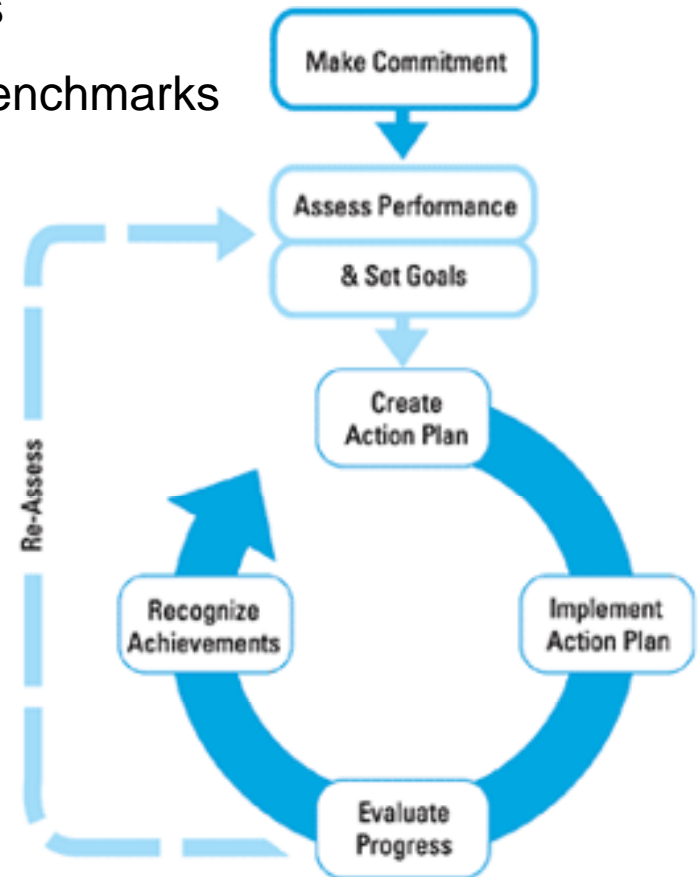 s
enchmarks
Make Commitment
Assess Performance
& Set Goals
Create
Action Plan
Re-Assess
Recognize
Achievements
Implement
Action Plan
Evaluate
Progress